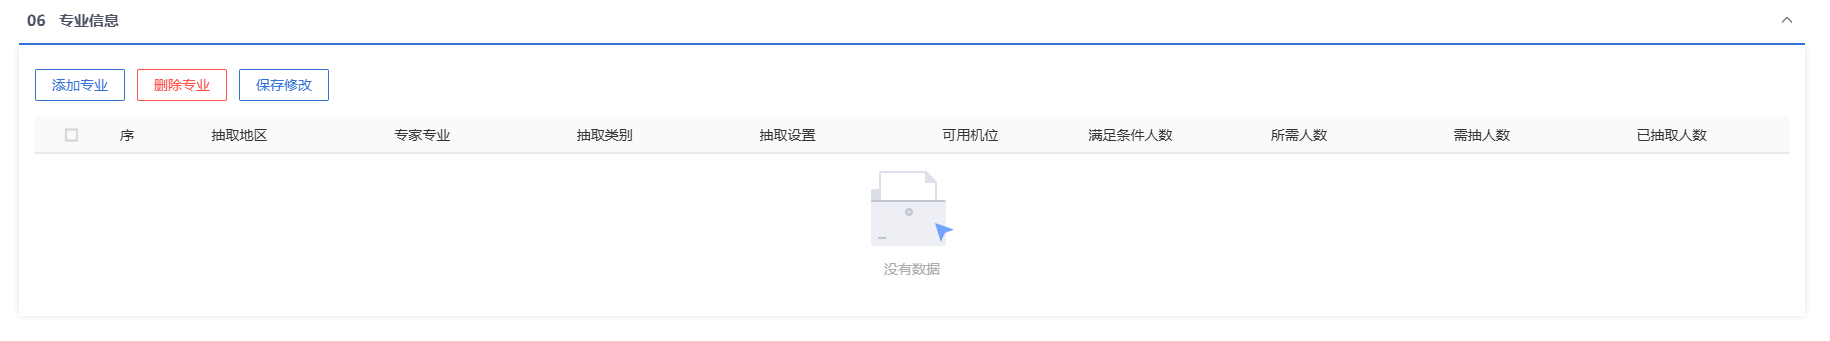 06 专业信息
添加专业 删除专业 保存修改
序 抽取地区 专家专业 抽取类别 抽取设置 可用机位 满足条件人数 所需人数 需抽人数 已抽取人数
没有数据